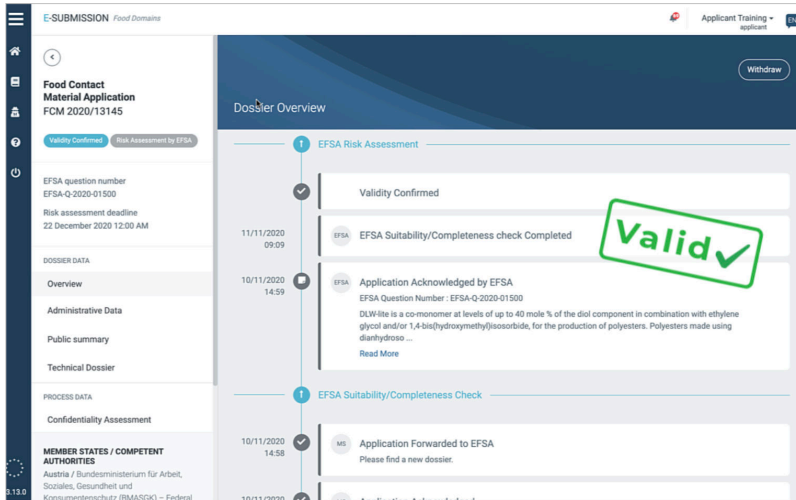 E-SUBMISSION Food Domains
Applicant Training
applicant
EN
Food Contact
Material Application
FCM 2020/13145
Validity Confirmed
Risk Assessment by EFSA
EFSA question number
EFSA-Q-2020-01500
Risk assessment deadline
22 December 2020 12:00 AM
DOSSIER DATA
Overview
Administrative Data
Public summary
Technical Dossier
PROCESS DATA
Confidentiality Assessment
MEMBER STATES / COMPETENT
AUTHORITIES
Austria / Bundesministerium für Arbeit,
Soziales, Gesundheit und
Konsumentenschutz (BMASGK) – Federal
3.13.0
Withdraw
Dossier Overview
EFSA Risk Assessment
Validity Confirmed
11/11/2020
09:09
EFSA
EFSA Suitability/Completeness check Completed
Valid
10/11/2020
14:59
EFSA
Application Acknowledged by EFSA
EFSA Question Number : EFSA-Q-2020-01500
DLW-lite is a co-monomer at levels of up to 40 mole % of the diol component in combination with ethylene
glycol and/or 1,4-bis(hydroxymethyl)isosorbide, for the production of polyesters. Polyesters made using
dianhydroso ...
Read More
EFSA Suitability/Completeness Check
10/11/2020
14:58
MS
Application Forwarded to EFSA
Please find a new dossier.
10/11/2020
Application Acknowledged